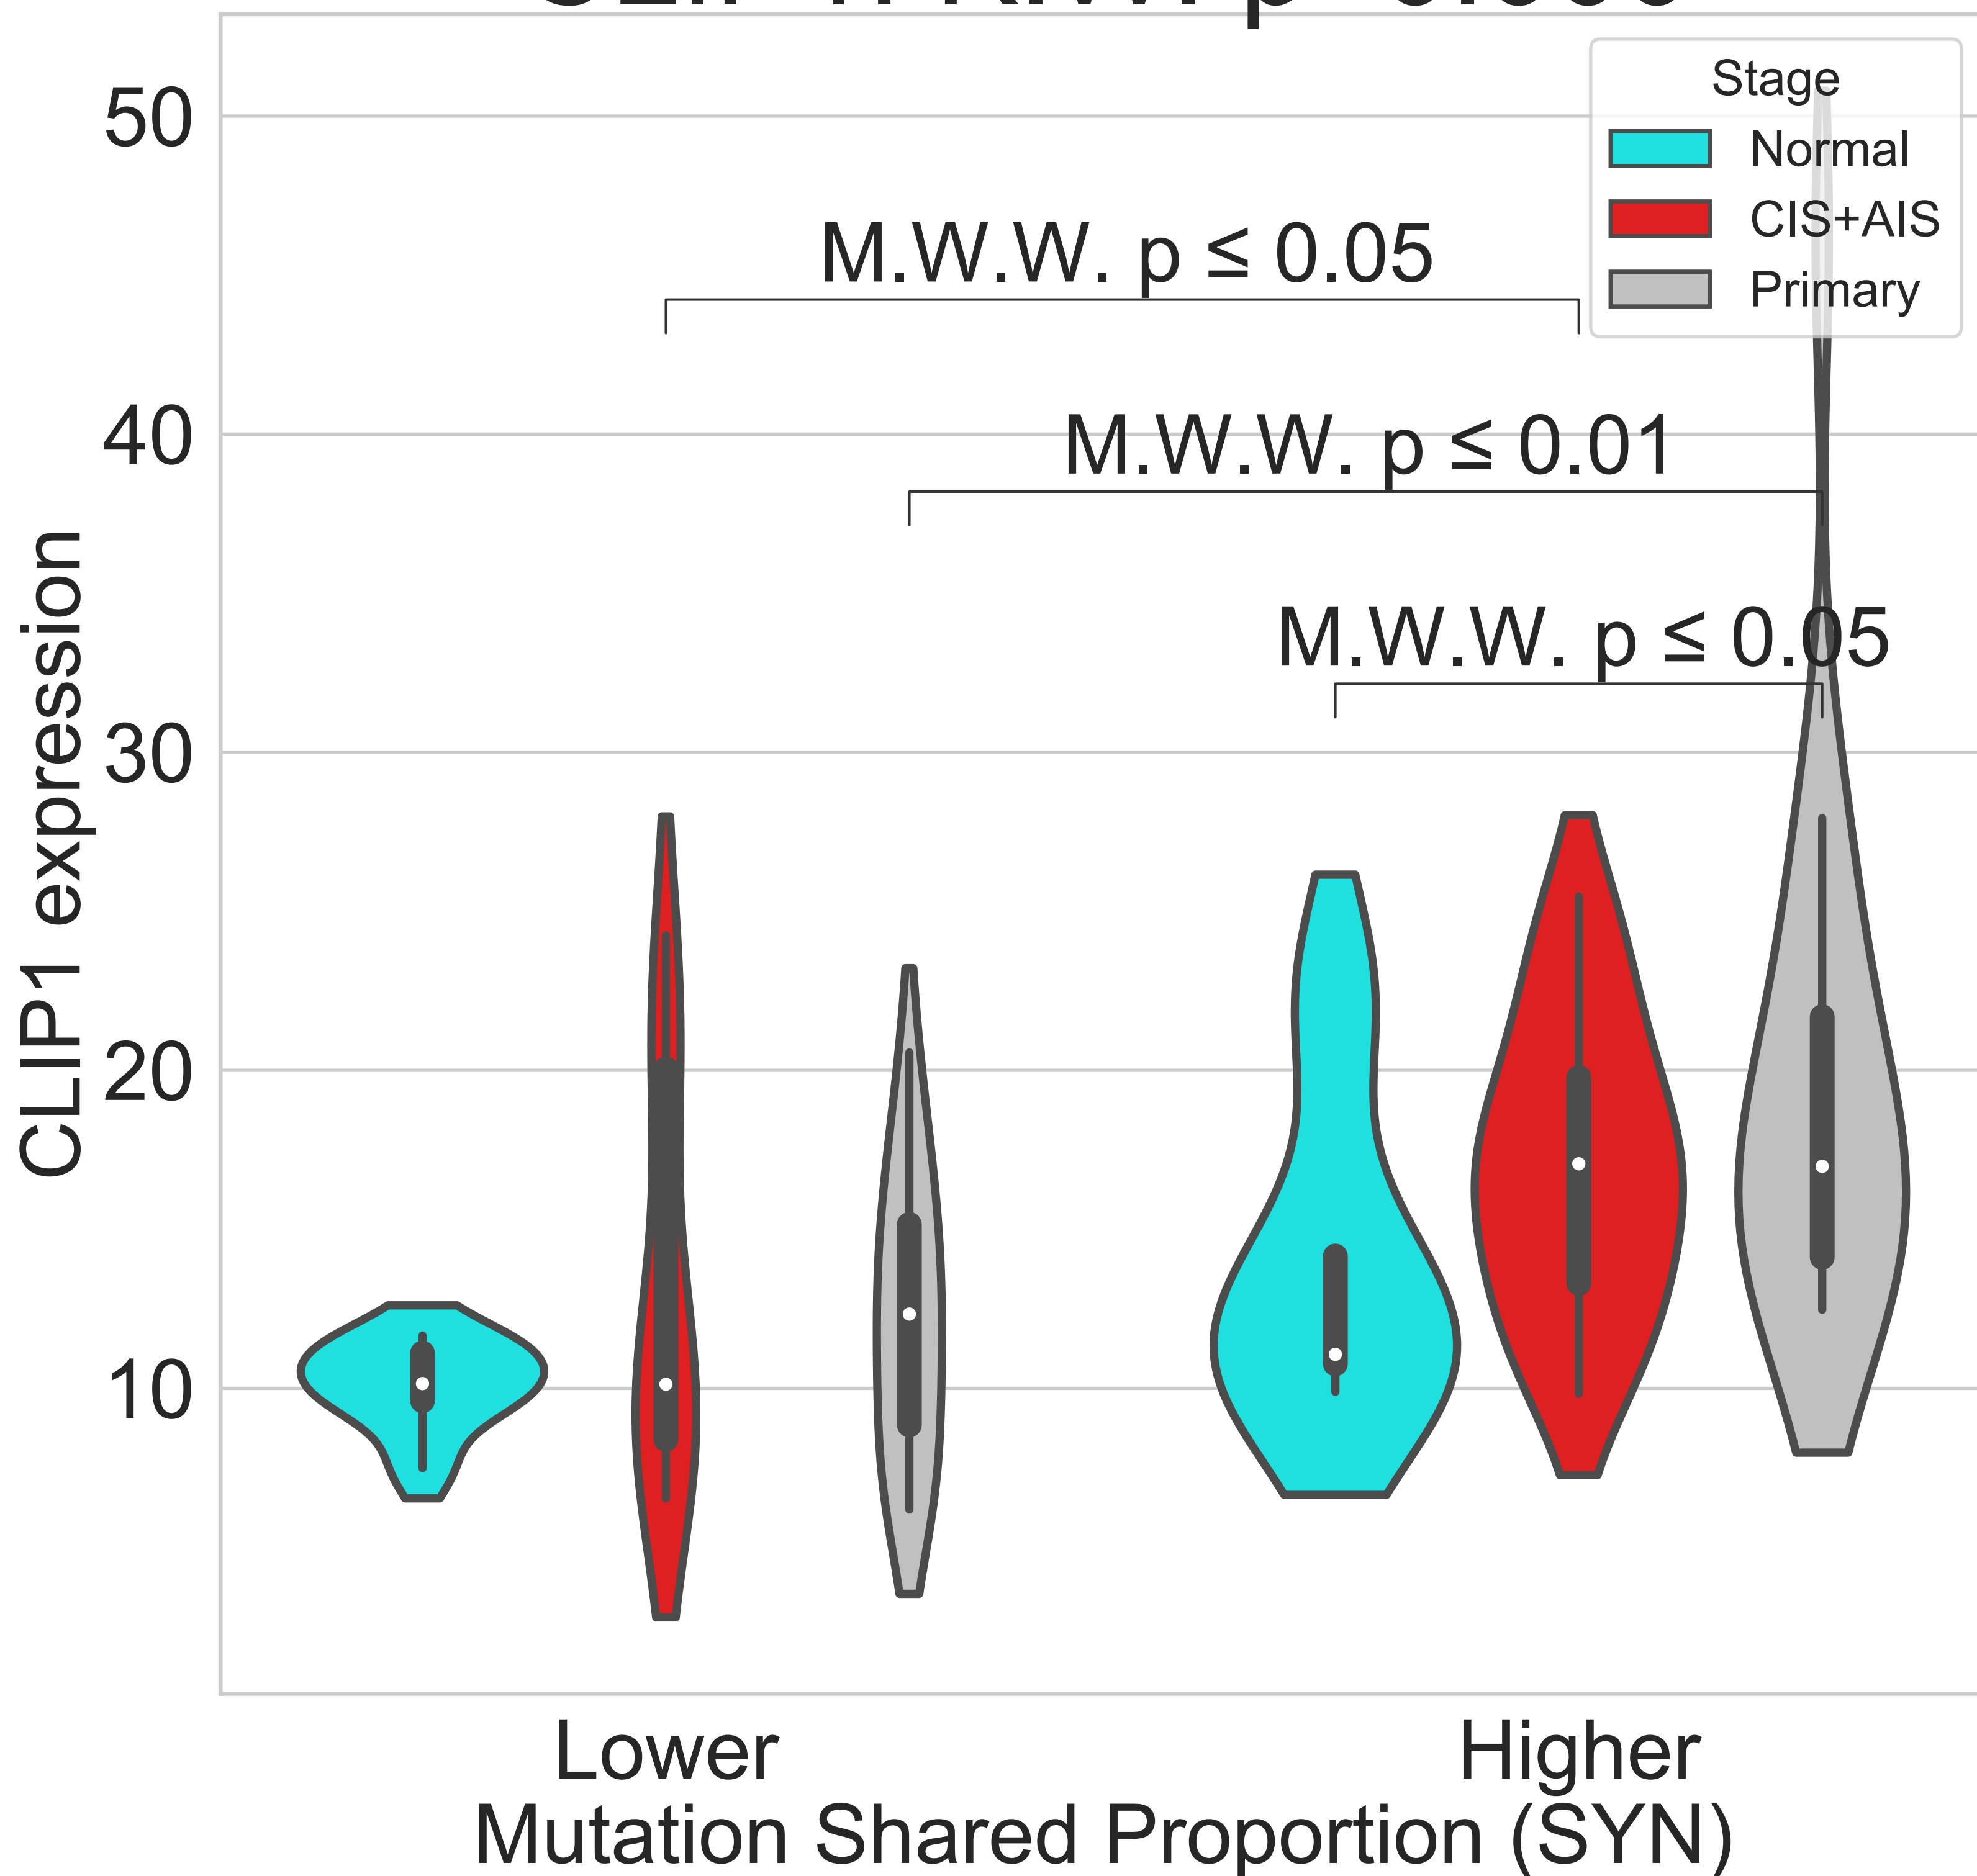 Stage
Normal
CIS+AIS
Primary
50
40
30
20
10
CLIP1 expression
M.W.W. p ≤ 0.05
M.W.W. p ≤ 0.01
M.W.W. p ≤ 0.05
Lower
Higher
Mutation Shared Proportion (SYN)